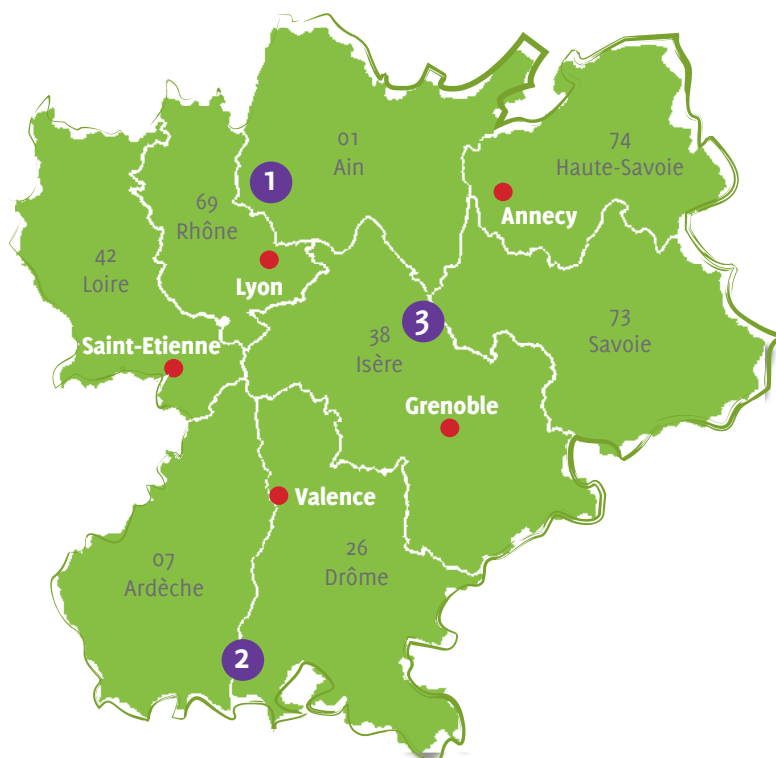 01
Ain
74
Haute-Savoie
1
69
Rhône
Annecy
42
Loire
Lyon
3
73
Savoie
38
Isère
Saint-Etienne
Grenoble
Valence
26
Drôme
07
Ardèche
2